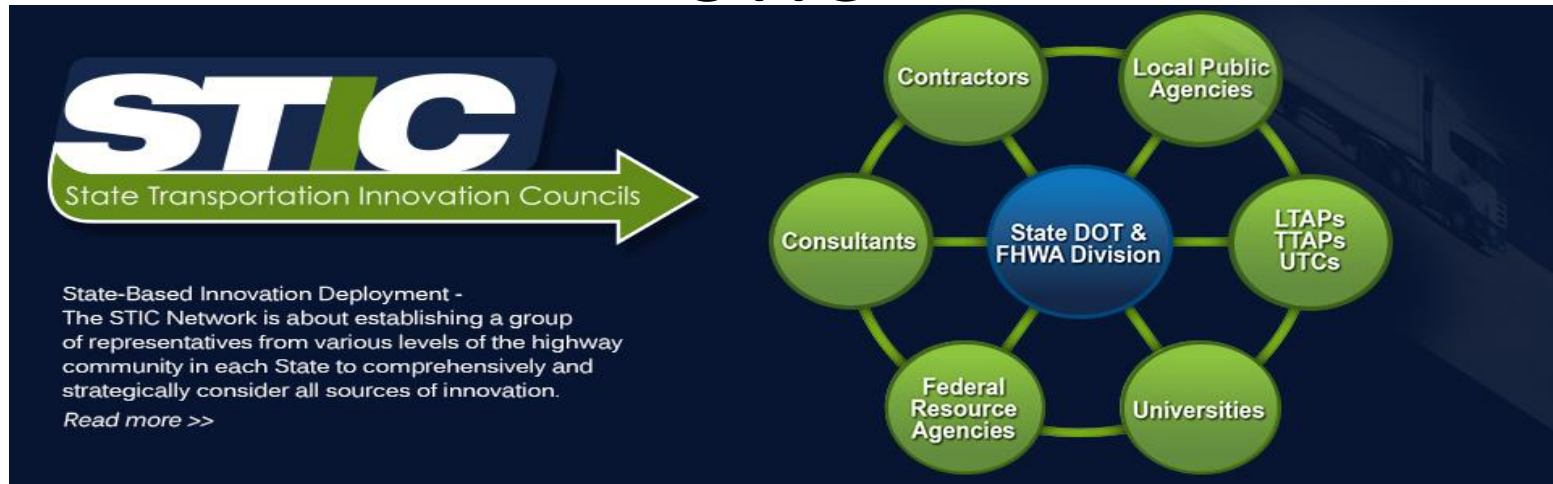 STIC
State Transportation Innovation Councils
State-Based Innovation Deployment -
The STIC Network is about establishing a group
of representatives from various levels of the highway
community in each State to comprehensively and
strategically consider all sources of innovation.
Read more >>
Contractors
Local Public
Agencies
Consultants
State DOT &
FHWA Division
LTAPs
TTAPs
UTCs
Federal
Resource
Agencies
Universities